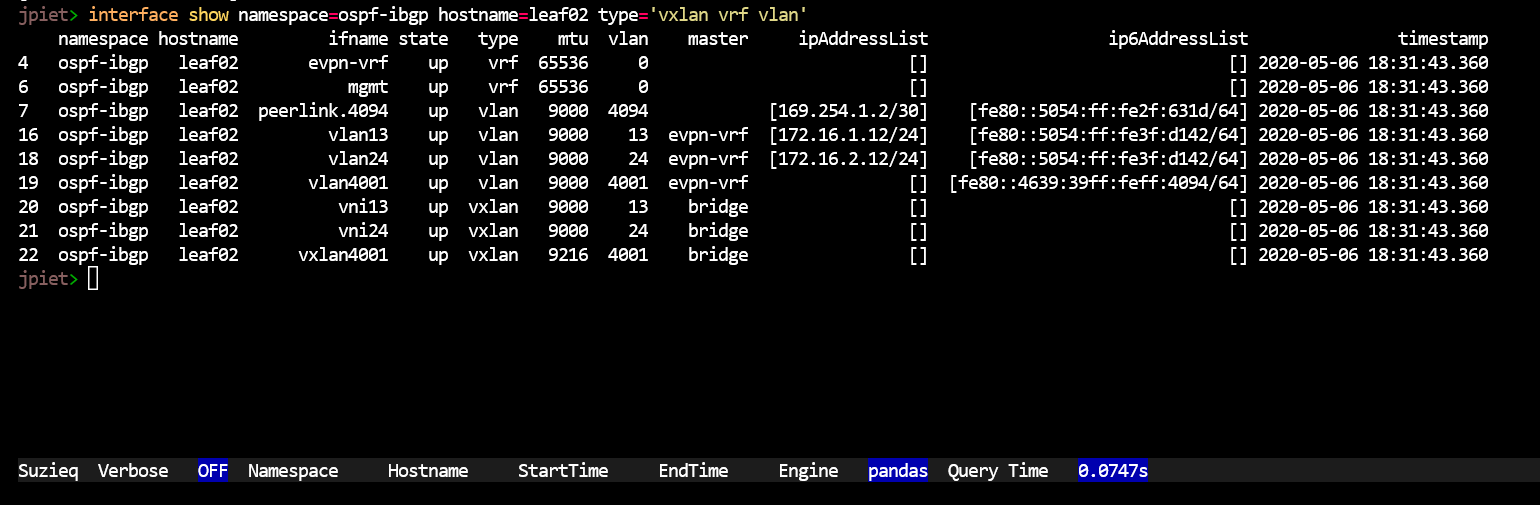 jpiet> interface show namespace=ospf-ibgp hostname=leaf02 type='vxlan vrf vlan'
namespace hostname ifname state type mtu vlan master ipAddressList ip6AddressList timestamp
4 ospf-ibgp leaf02 evpn-vrf up vrf 65536 0 [] [] 2020-05-06 18:31:43.360
6 ospf-ibgp leaf02 mgmt up vrf 65536 0 [] [] 2020-05-06 18:31:43.360
7 ospf-ibgp leaf02 peerlink.4094 up vlan 9000 4094 [169.254.1.2/30] [fe80::5054:ff:fe2f:631d/64] 2020-05-06 18:31:43.360
16 ospf-ibgp leaf02 vlan13 up vlan 9000 13 evpn-vrf [172.16.1.12/24] [fe80::5054:ff:fe3f:d142/64] 2020-05-06 18:31:43.360
18 ospf-ibgp leaf02 vlan24 up vlan 9000 24 evpn-vrf [172.16.2.12/24] [fe80::5054:ff:fe3f:d142/64] 2020-05-06 18:31:43.360
19 ospf-ibgp leaf02 vlan4001 up vlan 9000 4001 evpn-vrf [] [fe80::4639:39ff:feff:4094/64] 2020-05-06 18:31:43.360
20 ospf-ibgp leaf02 vni13 up vxlan 9000 13 bridge [] [] 2020-05-06 18:31:43.360
21 ospf-ibgp leaf02 vni24 up vxlan 9000 24 bridge [] [] 2020-05-06 18:31:43.360
22 ospf-ibgp leaf02 vxlan4001 up vxlan 9216 4001 bridge [] [] 2020-05-06 18:31:43.360
jpiet>
Suzieq Verbose OFF Namespace Hostname StartTime EndTime Engine pandas Query Time 0.0747s